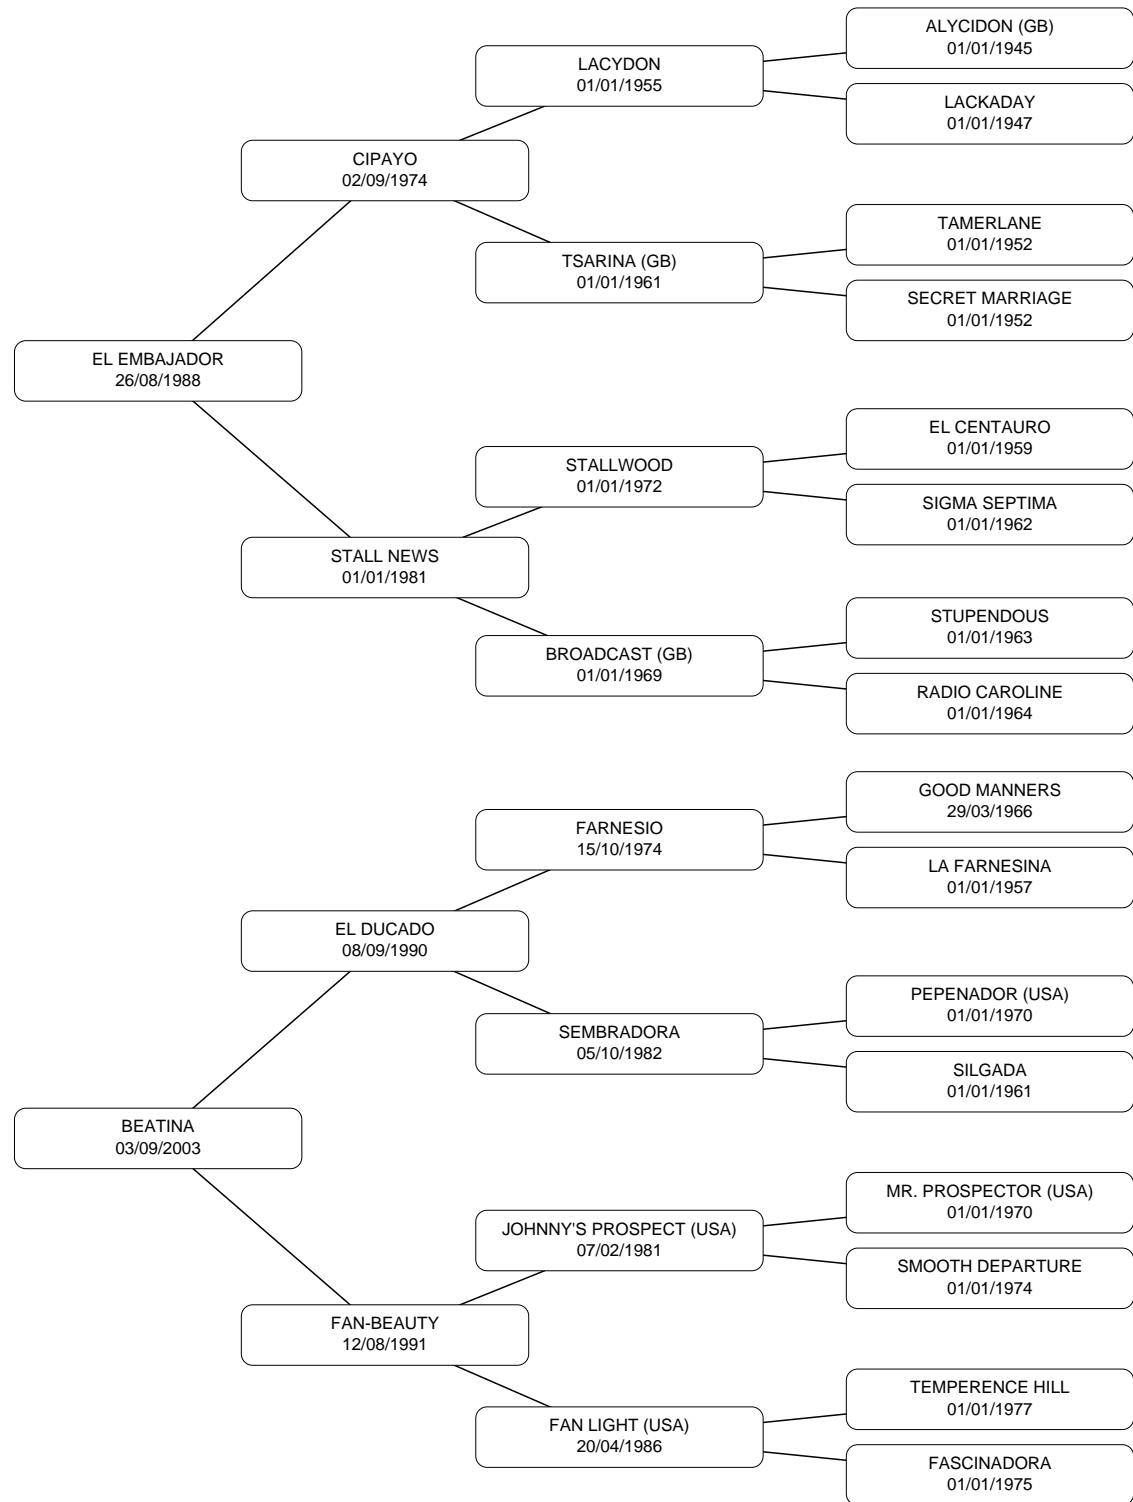 ALYCIDON (GB)
01/01/1945
LACYDON
01/01/1955
LACKADAY
01/01/1947
CIPAYO
02/09/1974
TAMERLANE
01/01/1952
TSARINA (GB)
01/01/1961
SECRET MARRIAGE
01/01/1952
EL EMBAJADOR
26/08/1988
EL CENTAURO
01/01/1959
STALLWOOD
01/01/1972
SIGMA SEPTIMA
01/01/1962
STALL NEWS
01/01/1981
STUPENDOUS
01/01/1963
BROADCAST (GB)
01/01/1969
RADIO CAROLINE
01/01/1964
GOOD MANNERS
29/03/1966
FARNESIO
15/10/1974
LA FARNESINA
01/01/1957
EL DUCADO
08/09/1990
PEPENADOR (USA)
01/01/1970
SEMBRADORA
05/10/1982
SILGADA
01/01/1961
BEATINA
03/09/2003
MR. PROSPECTOR (USA)
01/01/1970
JOHNNY'S PROSPECT (USA)
07/02/1981
SMOOTH DEPARTURE
01/01/1974
FAN-BEAUTY
12/08/1991
TEMPERENCE HILL
01/01/1977
FAN LIGHT (USA)
20/04/1986
FASCINADORA
01/01/1975